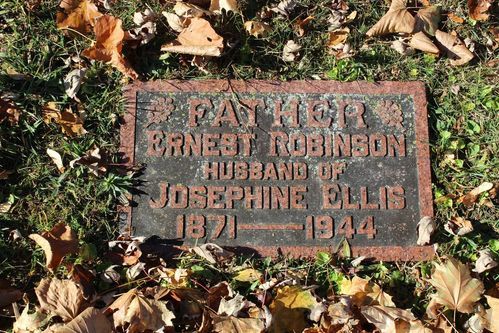 FATHER
ERNEST ROBINSON
HUSBAND OF
JOSEPHINE ELLIS
1871—1944